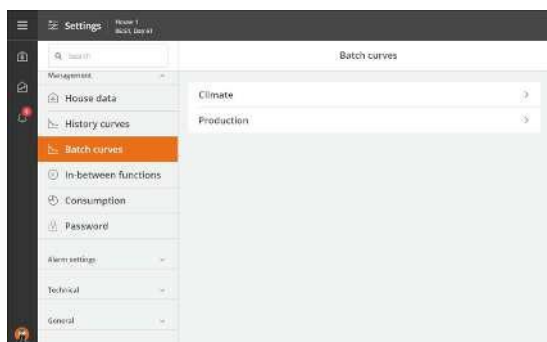 Settings
House 1
Search
Batch curves
Management
House data
Climate
History curves
Production
Batch curves
In-between functions
Consumption
Password
Alarm settings
Technical
General